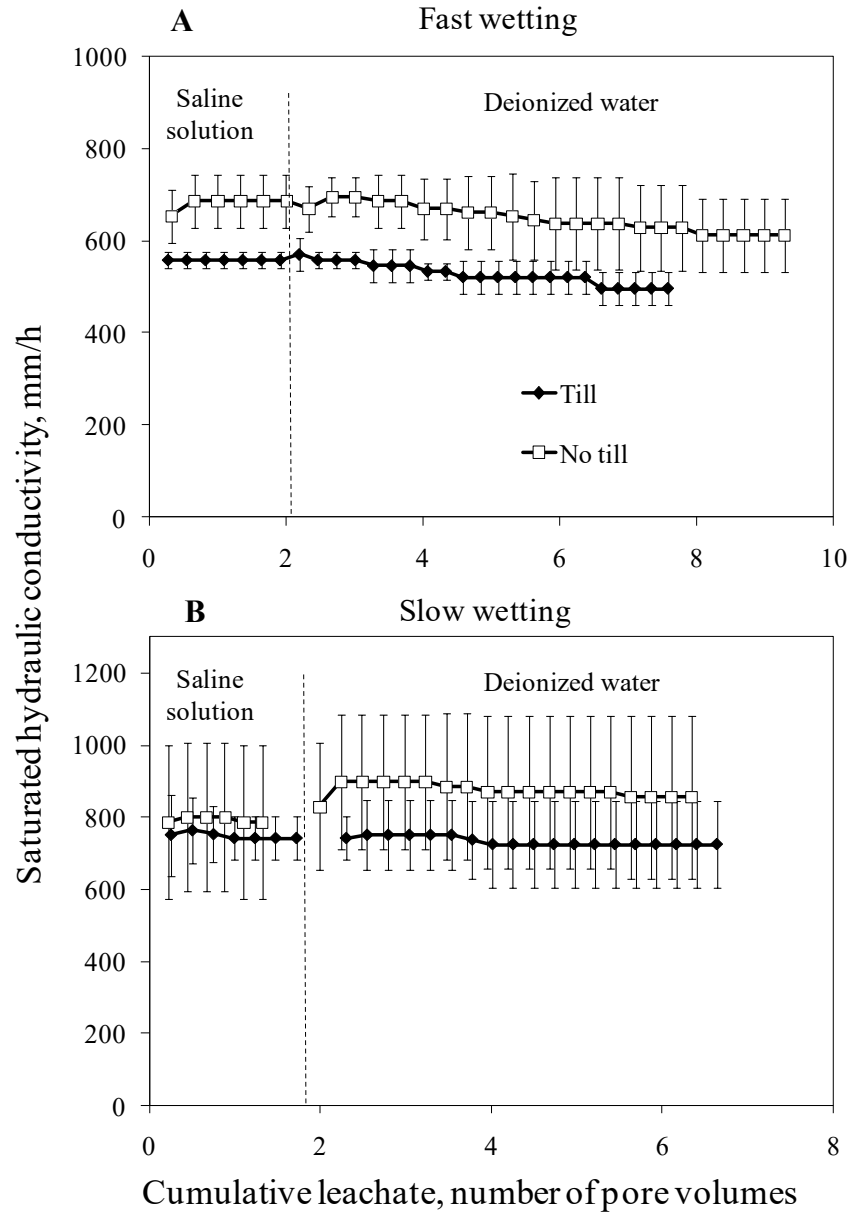 A Fast wetting
1000
800
600
400
200
0
Saline
solution
Deionized water
Till
No till
0 2 4 6 8 10
B Slow wetting
1200
1000
800
600
400
200
0
Saline
solution
Deionized water
0 2 4 6 8
Saturated hydraulic conductivity, mm/h
Cumulative leachate, number of pore volumes